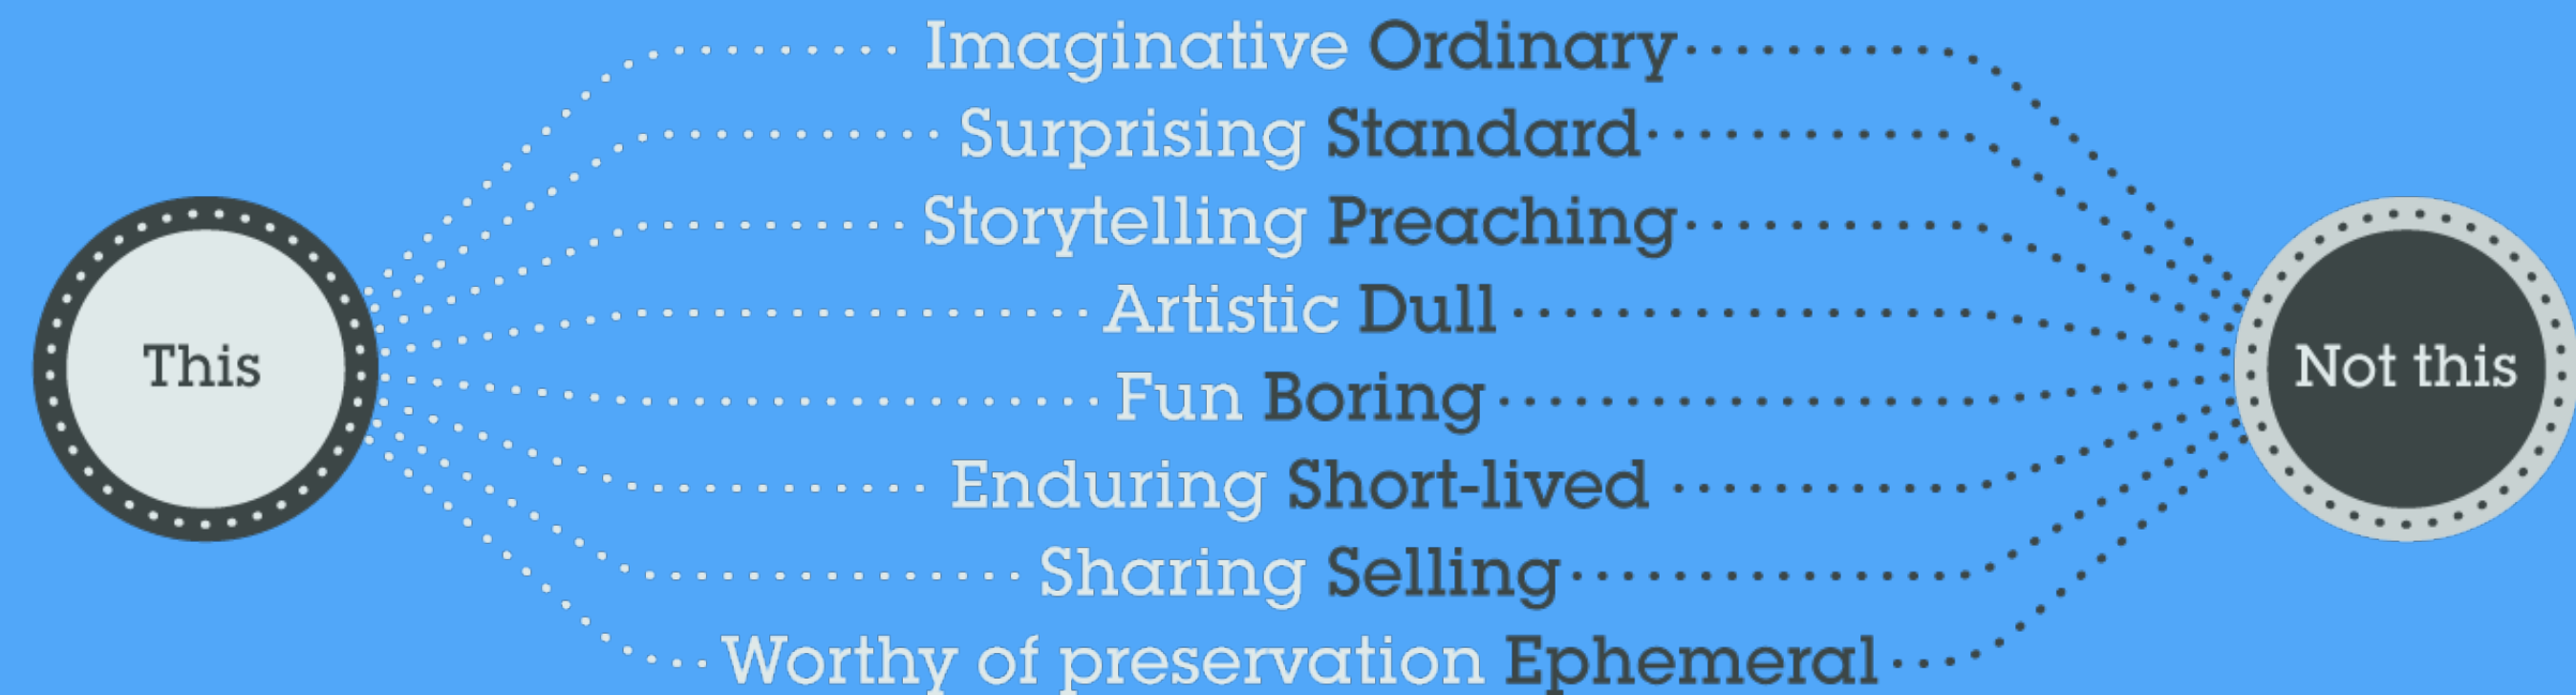 Imaginative Ordinary
Surprising Standard
Storytelling Preaching
Artistic Dull
This
Not this
Fun Boring
Enduring Short-lived
Sharing Selling
Worthy of preservation Ephemeral